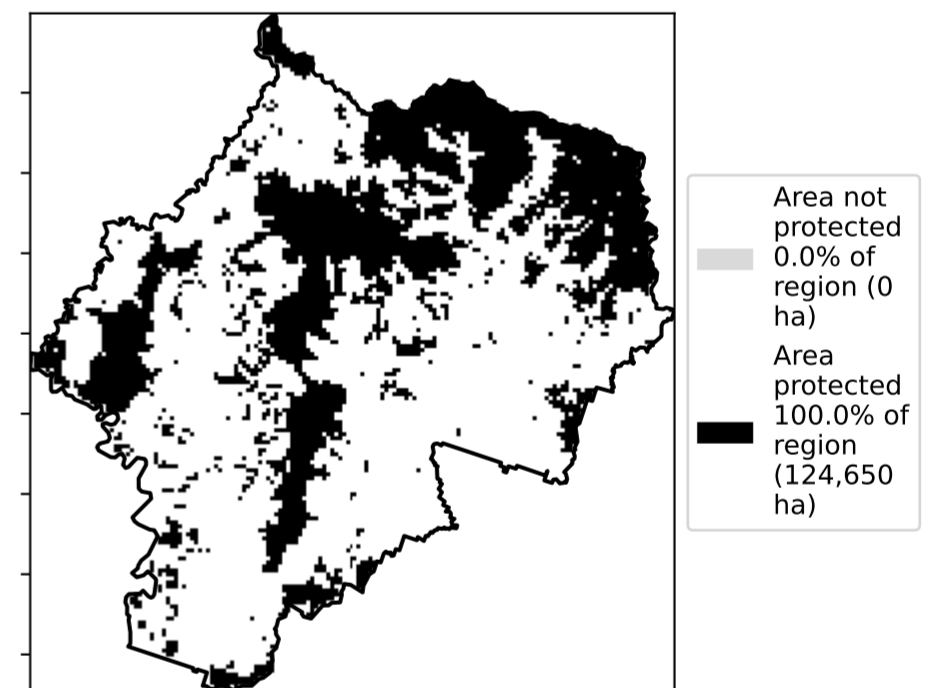 Area not
protected
0.0% of
region (0
ha)
Area
protected
100.0% of
region
(124,650
ha)